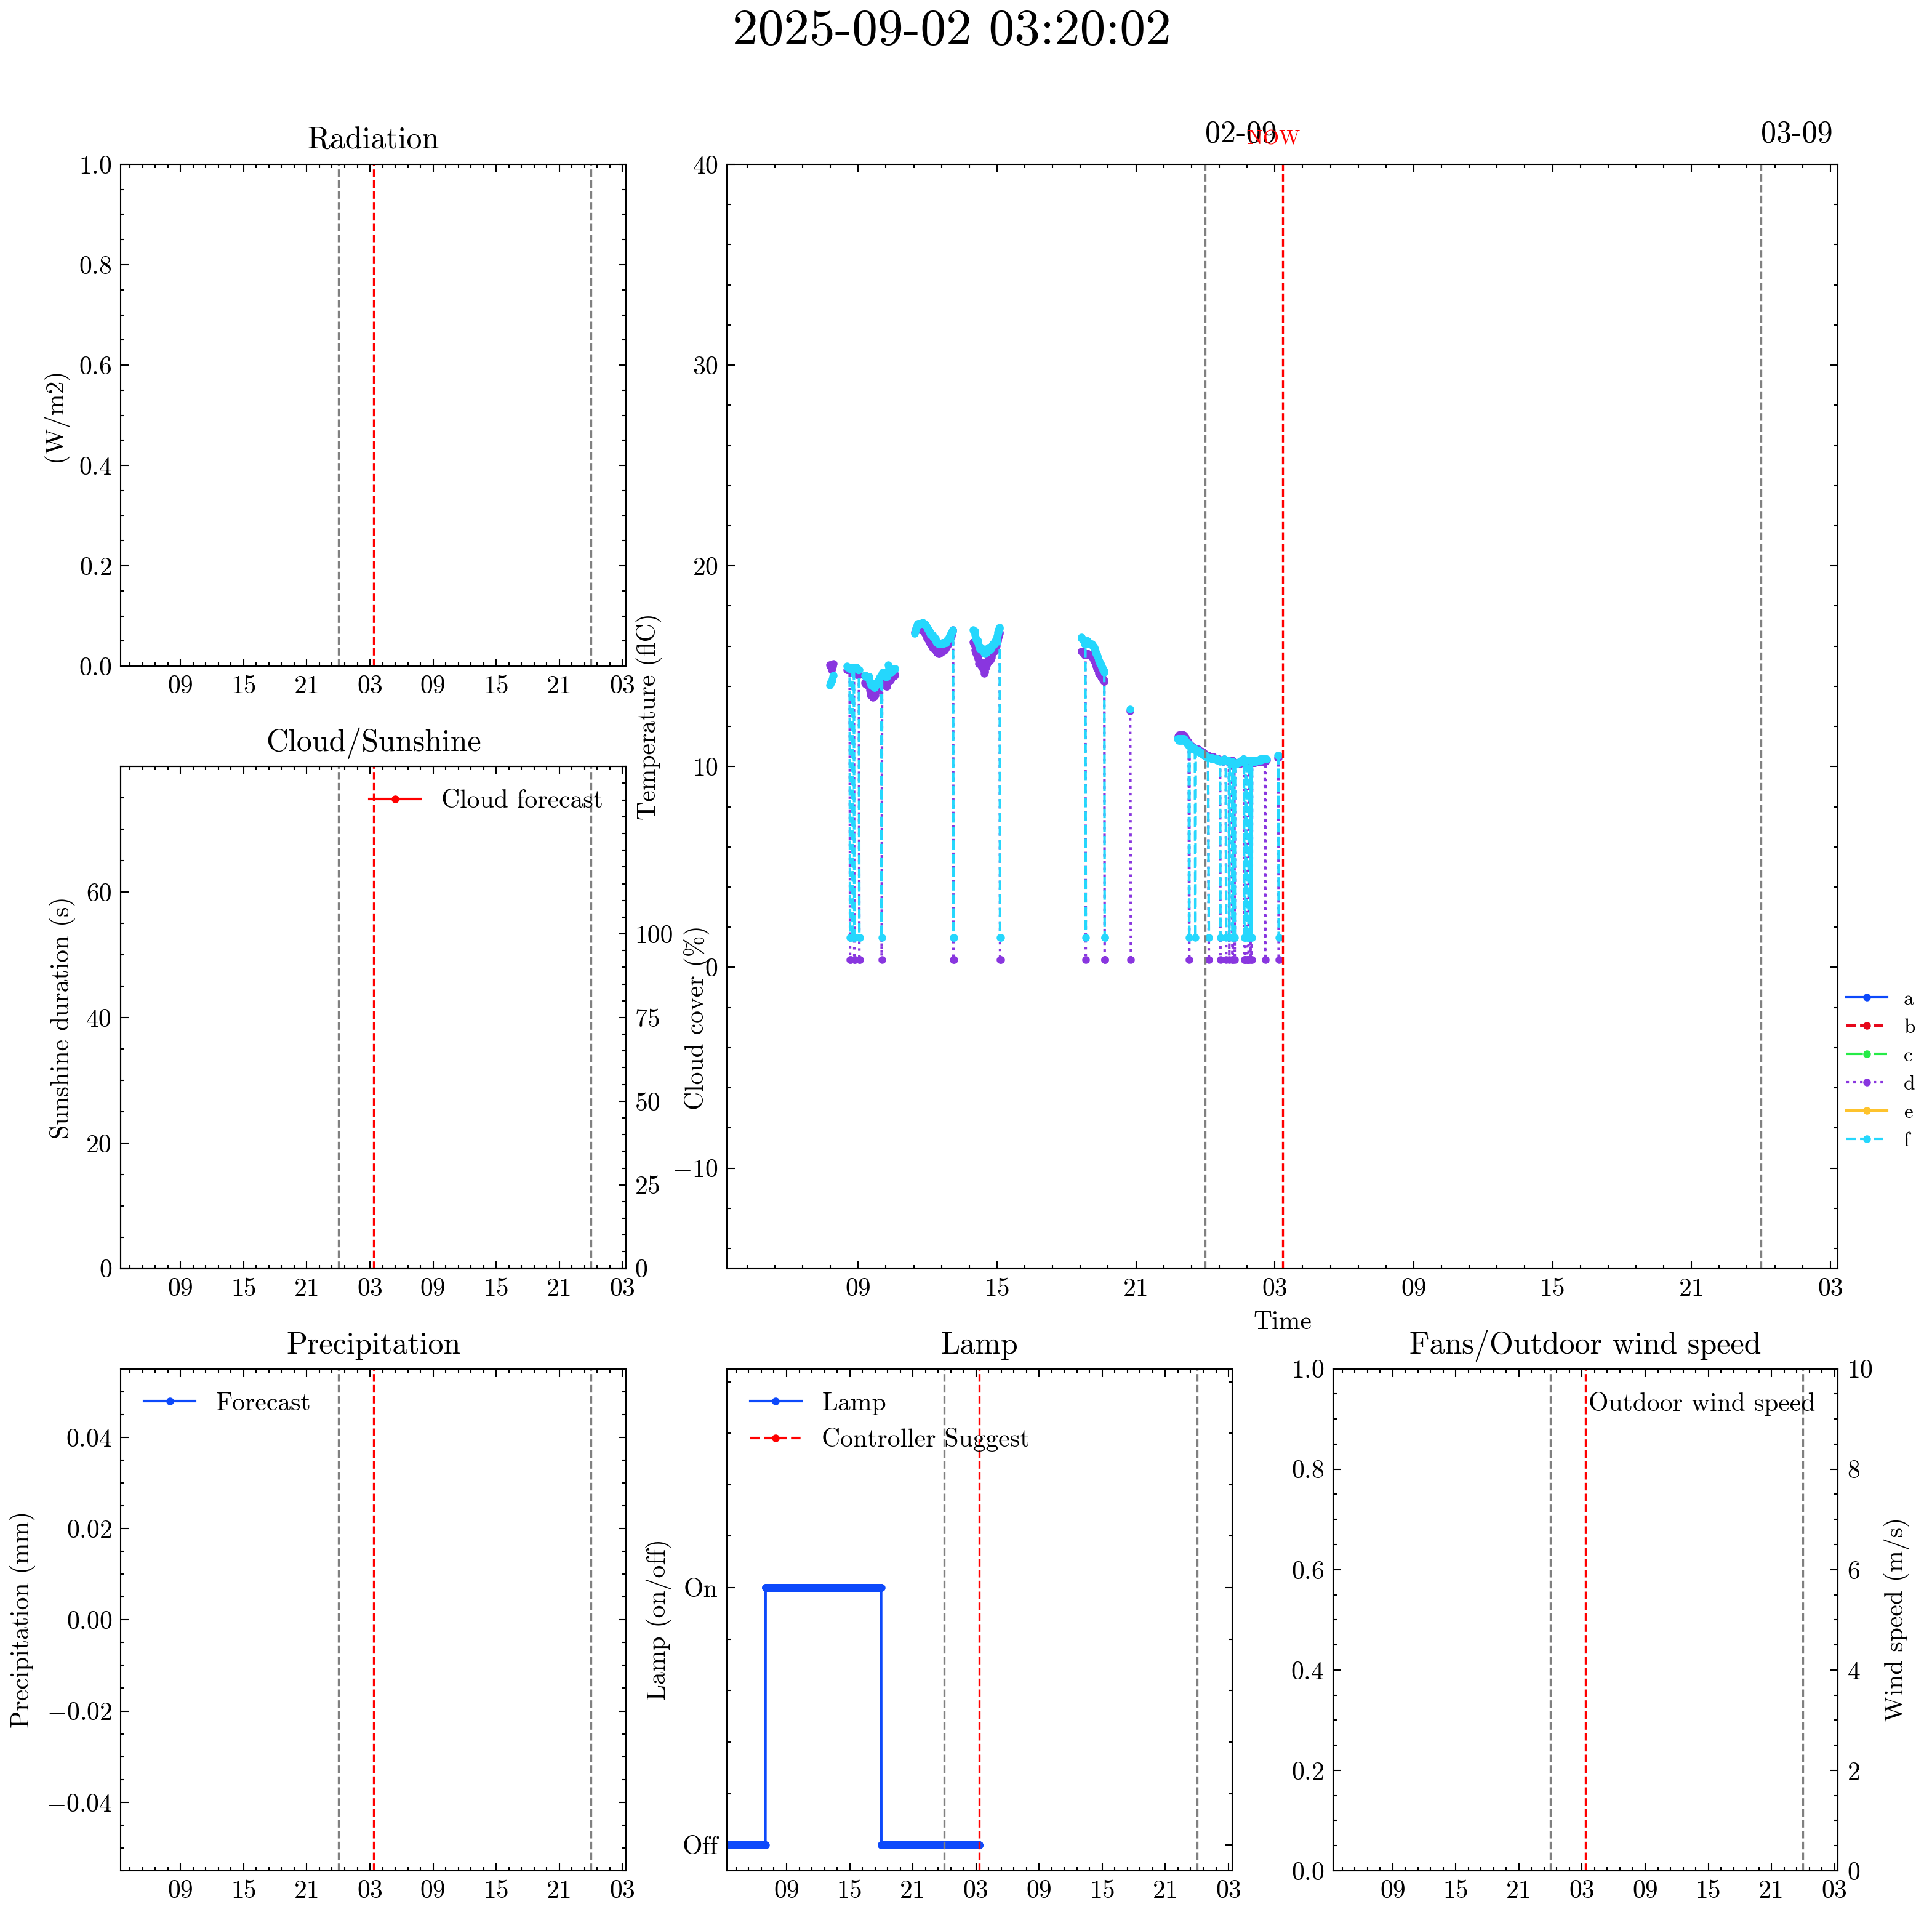 2025-09-02 03:20:02
Radiation
1.0
0.8
0.6
0.4
0.2
0.0
(W/m2)
09 15 21 03 09 15 21 03
02-09
NOW
03-09
40
30
20
10
0
−10
Temperature (flC)
09 15 21 03 09 15 21 03
Time
a
b
c
d
e
f
Cloud/Sunshine
Cloud forecast
60
40
20
0
Sunshine duration (s)
100
75
50
25
0
Cloud cover (%)
09 15 21 03 09 15 21 03
Precipitation
Forecast
0.04
0.02
0.00
−0.02
−0.04
Precipitation (mm)
09 15 21 03 09 15 21 03
Lamp
Lamp
Controller Suggest
On
Off
Lamp (on/off)
09 15 21 03 09 15 21 03
Fans/Outdoor wind speed
Outdoor wind speed
1.0
0.8
0.6
0.4
0.2
0.0
10
8
6
4
2
0
Wind speed (m/s)
09 15 21 03 09 15 21 03